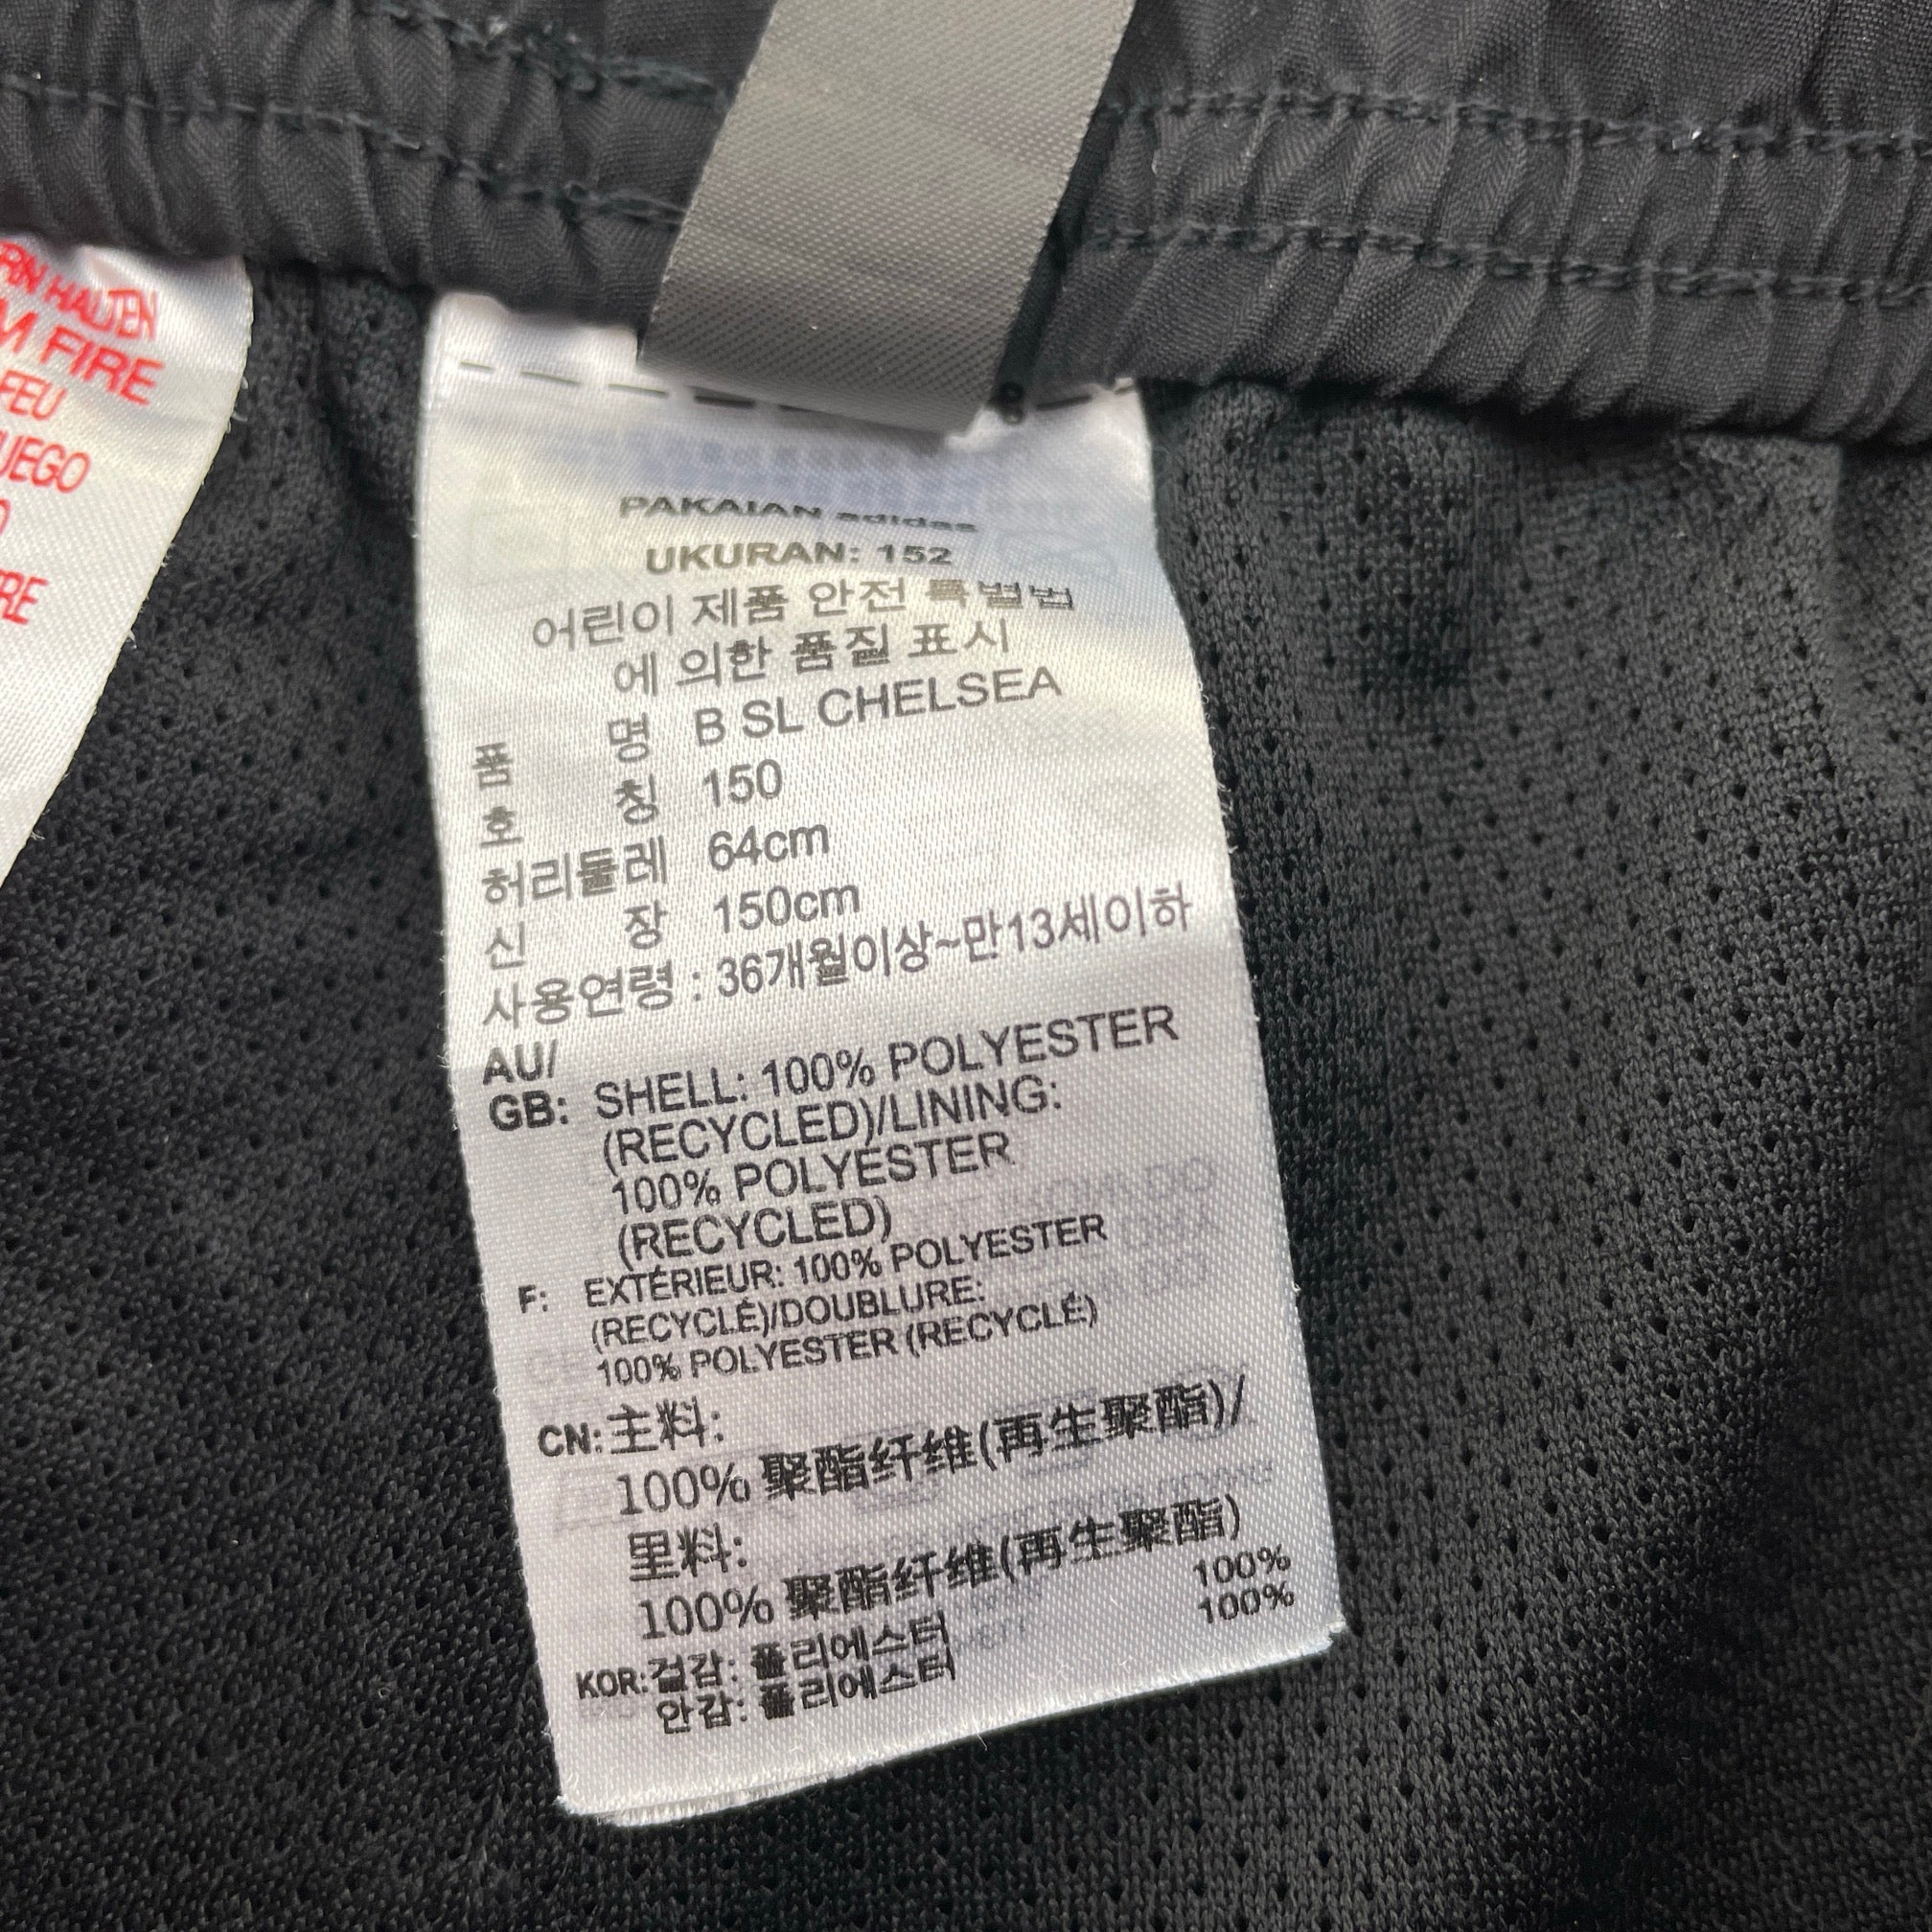 HALTEN
FIRE
FEU
PAKAIAN adidas
UKURAN: 152
어린이 제품 안전 특별법
에 의한 품질 표시
품 명 B SL CHELSEA
호 칭 150
허리둘레 64cm
신 장 150cm
사용연령 : 36개월이상~만13세이하
AU/
GB: SHELL: 100% POLYESTER
(RECYCLED)/LINING:
100% POLYESTER
(RECYCLED)
F: EXTÉRIEUR: 100% POLYESTER
(RECYCLÉ)/DOUBLURE:
100% POLYESTER (RECYCLÉ)
CN: 主料:
100% 聚酯纤维(再生聚酯)/
里料:
100% 聚酯纤维(再生聚酯)
KOR: 겉감: 폴리에스터 100%
안감: 폴리에스터 100%